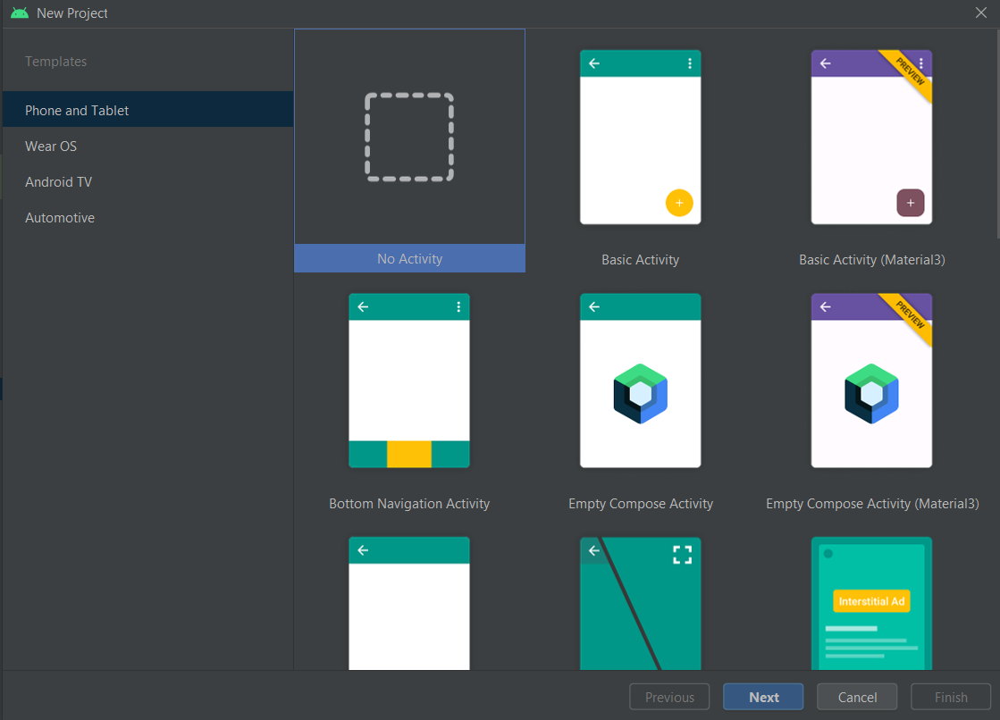 New Project
Templates
Phone and Tablet
Wear OS
Android TV
Automotive
No Activity
Basic Activity
PREVIEW
Basic Activity (Material3)
Bottom Navigation Activity
Empty Compose Activity
PREVIEW
Empty Compose Activity (Material3)
Interstitial Ad
Previous
Next
Cancel
Finish